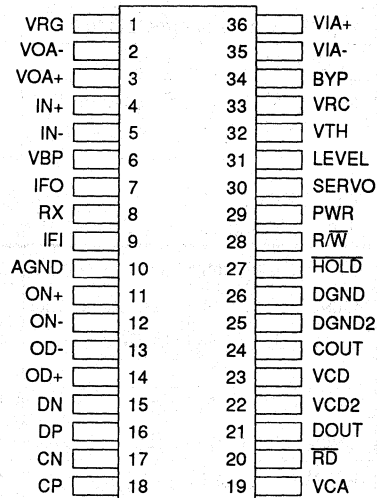 VRG 1 36 VIA+
VOA- 2 35 VIA-
VOA+ 3 34 BYP
IN+ 4 33 VRC
IN- 5 32 VTH
VBP 6 31 LEVEL
IFO 7 30 SERVO
RX 8 29 PWR
IFI 9 28 R/W̅
AGND 10 27 H̅O̅L̅D̅
ON+ 11 26 DGND
ON- 12 25 DGND2
OD- 13 24 COUT
OD+ 14 23 VCD
DN 15 22 VCD2
DP 16 21 DOUT
CN 17 20 R̅D̅
CP 18 19 VCA